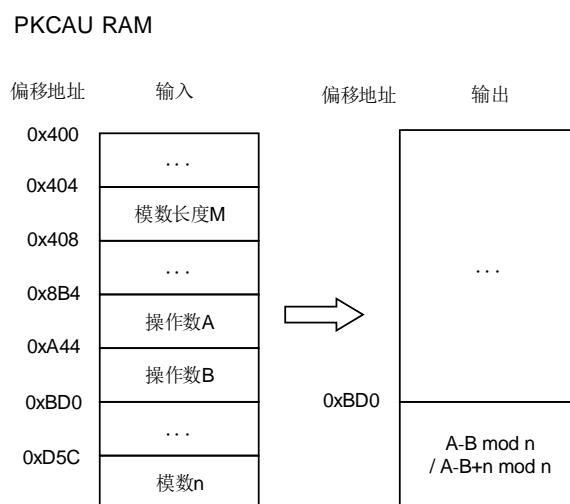 PKCAU RAM
偏移地址 输入 偏移地址 输出
0x400
...
0x404
模数长度M
0x408
...
...
0x8B4
操作数A
0xA44
操作数B
0xBD0 0xBD0
...
A-B mod n
0xD5C
/ A-B+n mod n
模数n